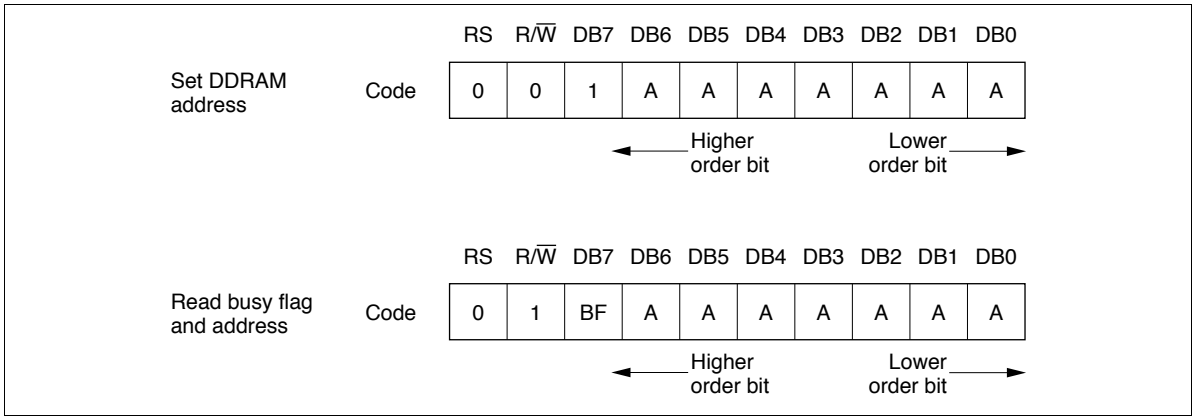 RS R/W̅ DB7 DB6 DB5 DB4 DB3 DB2 DB1 DB0
Set DDRAM
address
Code 0 0 1 A A A A A A A
Higher
order bit
Lower
order bit
RS R/W̅ DB7 DB6 DB5 DB4 DB3 DB2 DB1 DB0
Read busy flag
and address
Code 0 1 BF A A A A A A A
Higher
order bit
Lower
order bit